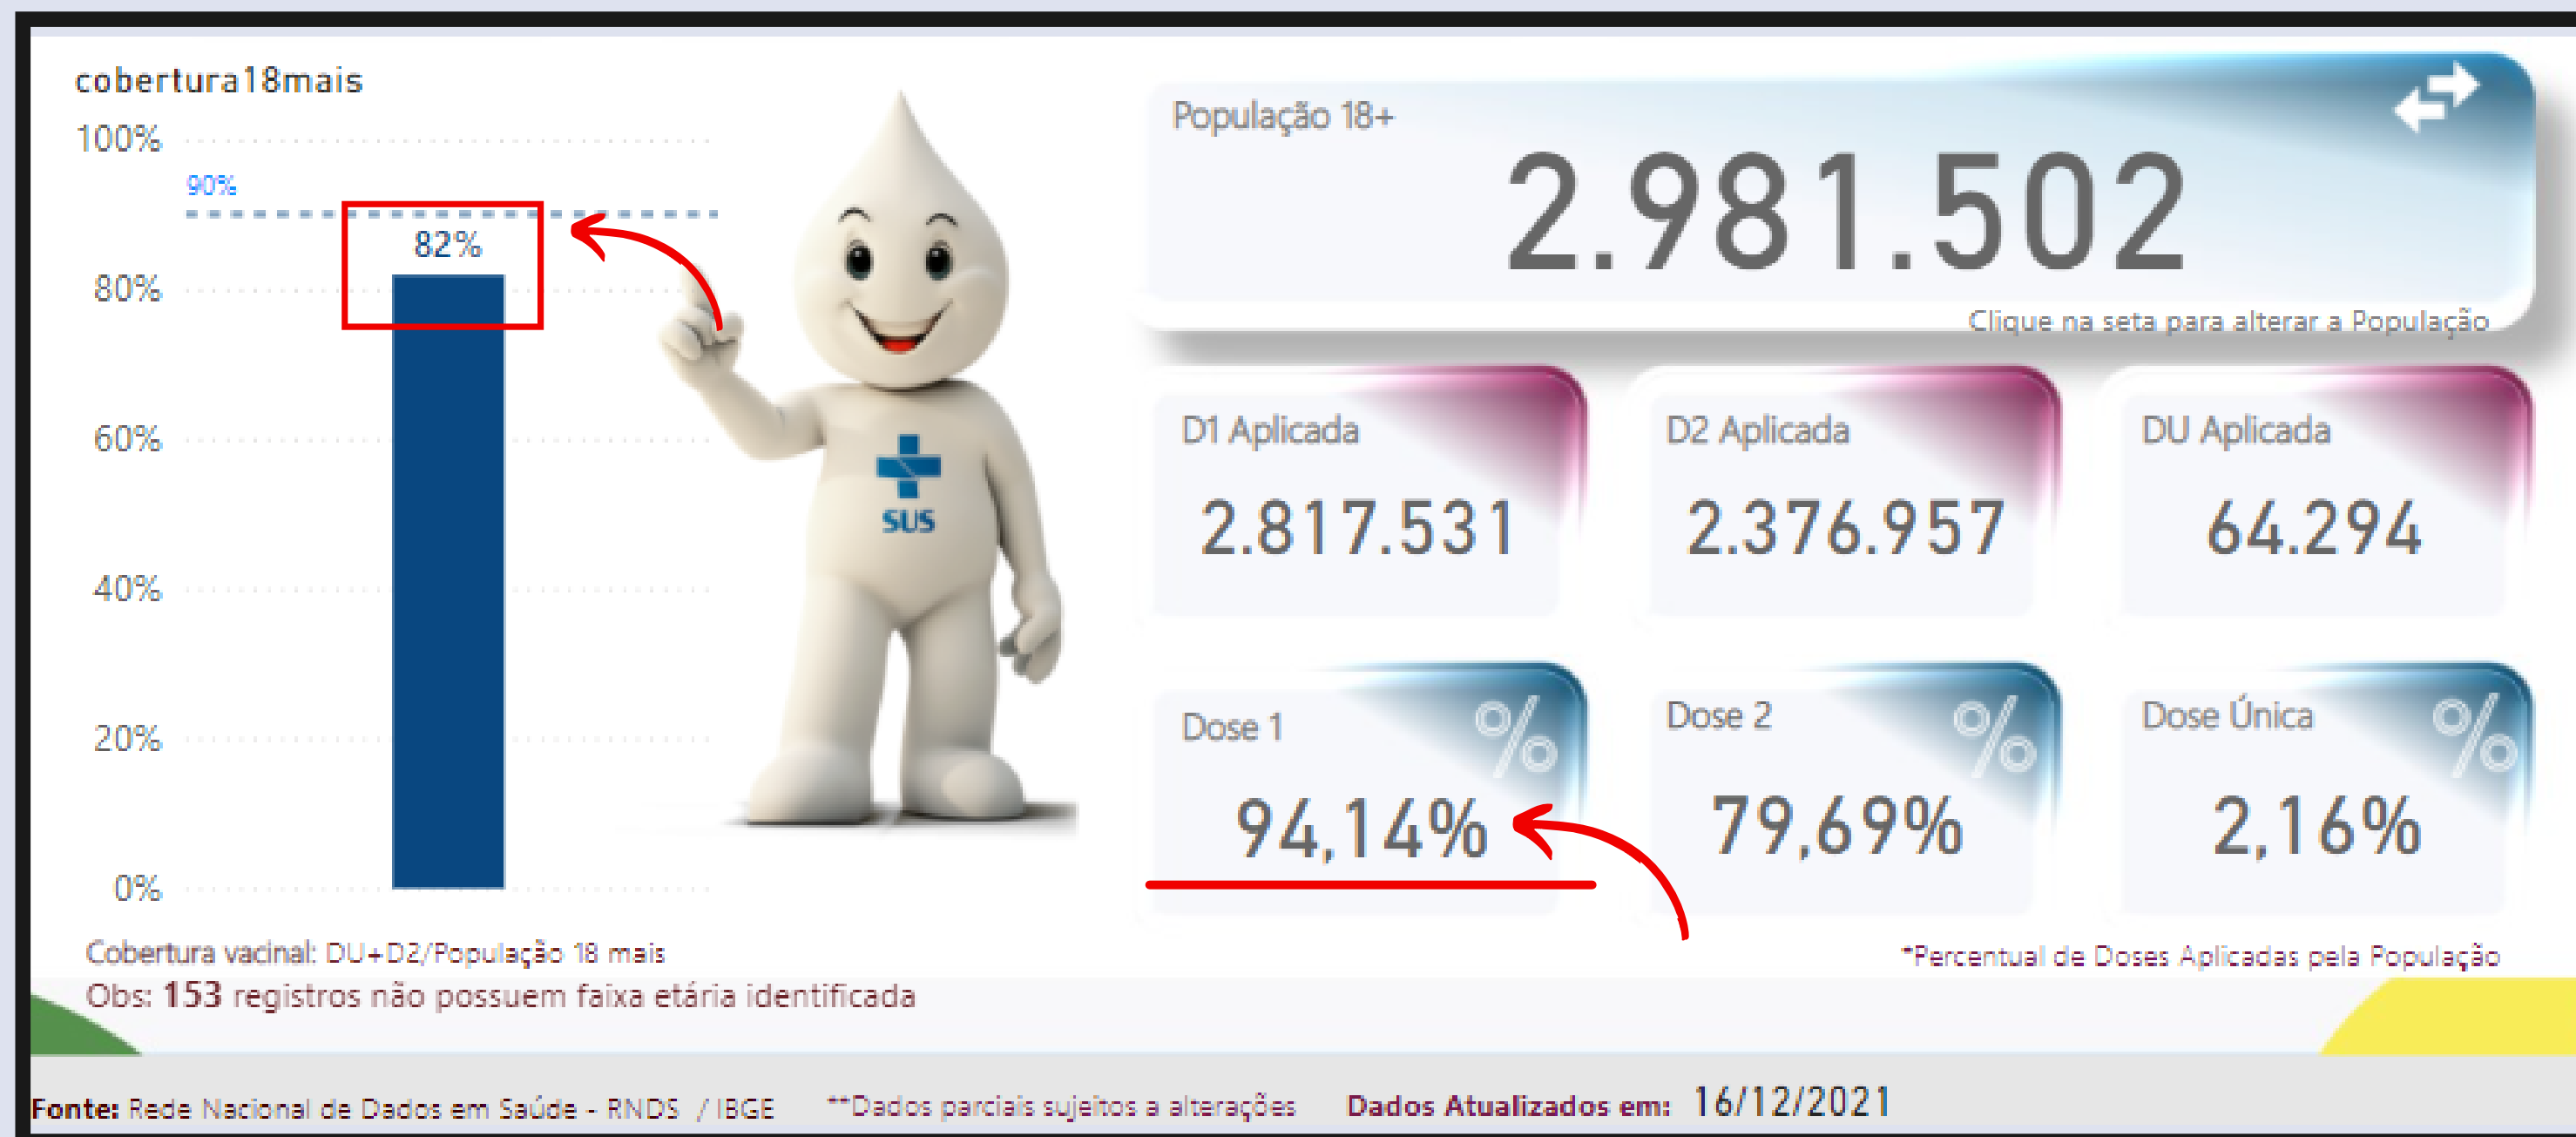 cobertura18mais
100%
90%
82%
80%
60%
40%
20%
0%
Cobertura vacinal: DU+D2/População 18 mais
Obs: 153 registros não possuem faixa etária identificada
SUS
População 18+
2.981.502
Clique na seta para alterar a População
D1 Aplicada
2.817.531
D2 Aplicada
2.376.957
DU Aplicada
64.294
Dose 1 %
94,14%
Dose 2 %
79,69%
Dose Única %
2,16%
*Percentual de Doses Aplicadas pela População
Fonte: Rede Nacional de Dados em Saúde - RNDS / IBGE **Dados parciais sujeitos a alterações Dados Atualizados em: 16/12/2021